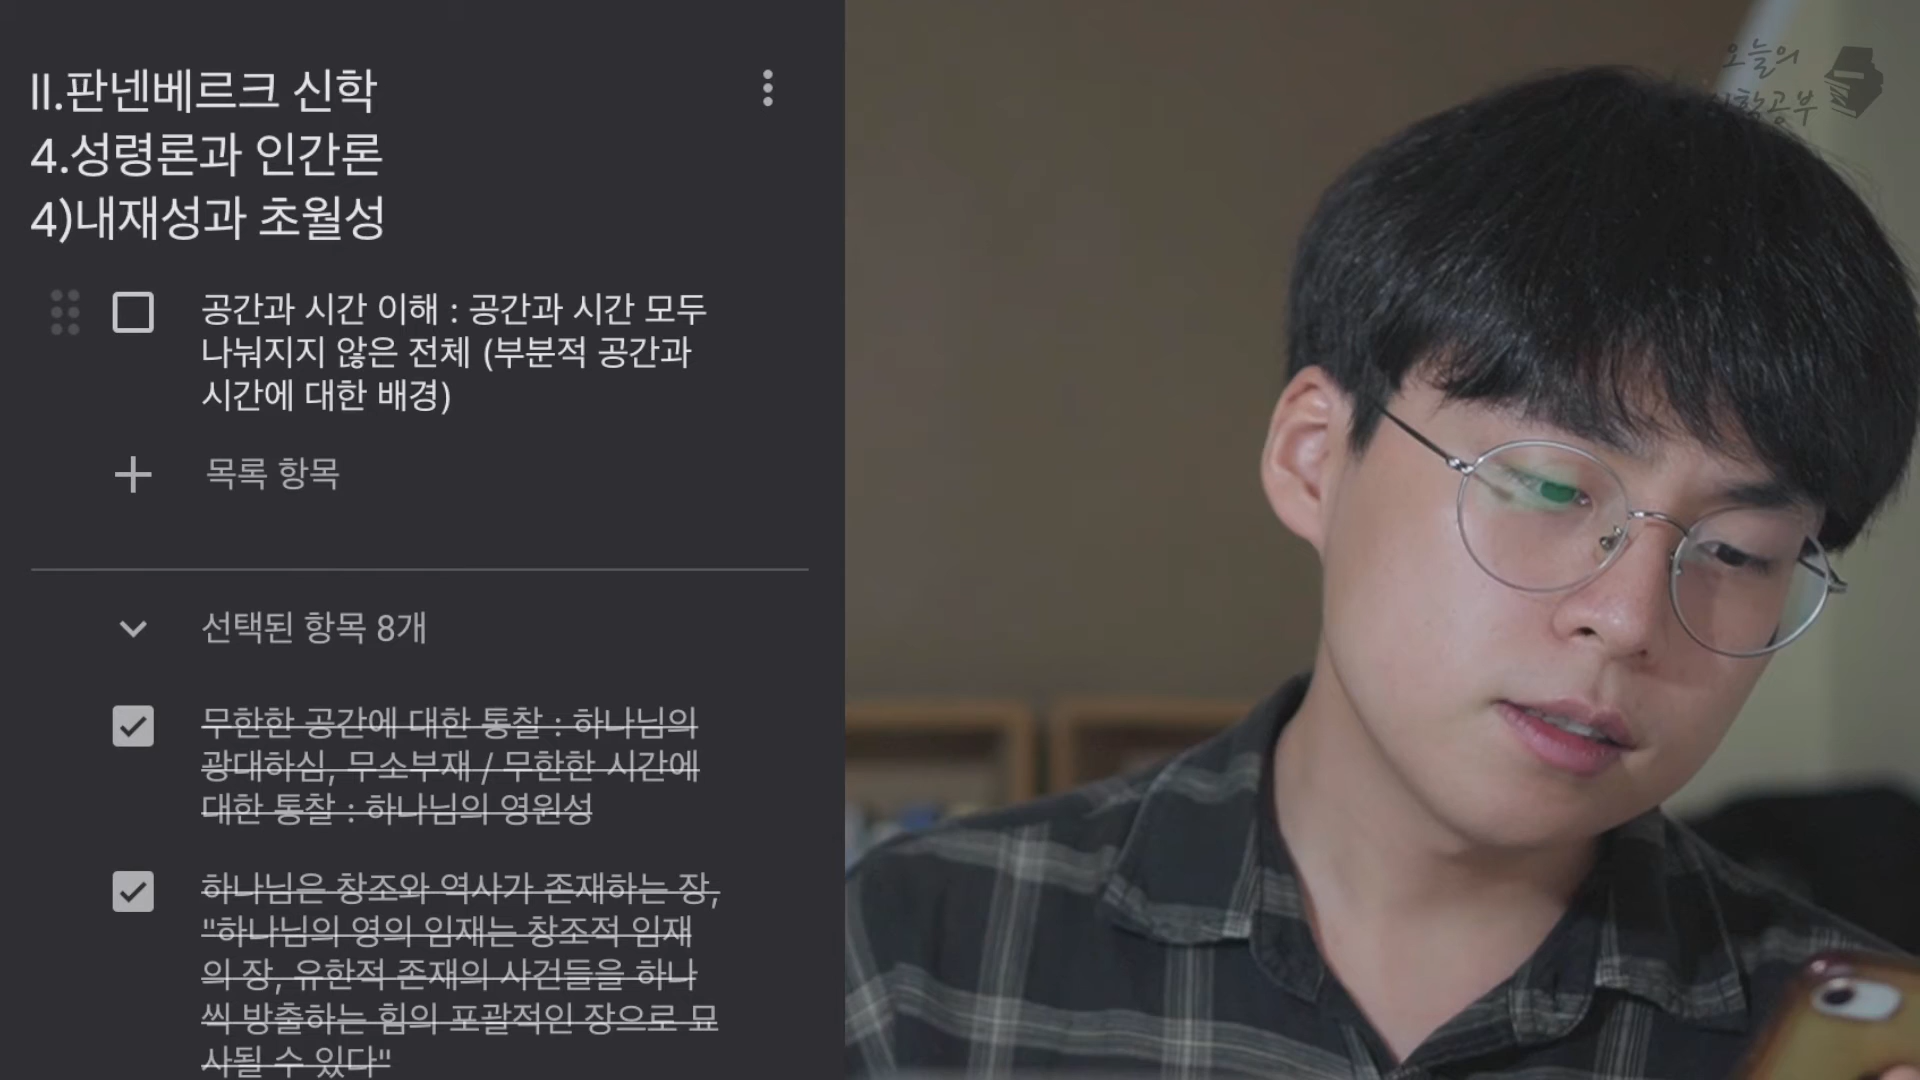 II.판넨베르크 신학
4.성령론과 인간론
4)내재성과 초월성
공간과 시간 이해 : 공간과 시간 모두
나눠지지 않은 전체 (부분적 공간과
시간에 대한 배경)
목록 항목
선택된 항목 8개
무한한 공간에 대한 통찰 : 하나님의
광대하심, 무소부재 / 무한한 시간에
대한 통찰 : 하나님의 영원성
하나님은 창조와 역사가 존재하는 장,
"하나님의 영의 임재는 창조적 임재
의 장, 유한적 존재의 사건들을 하나
씩 방출하는 힘의 포괄적인 장으로 묘
사될 수 있다"
오늘의
신학공부